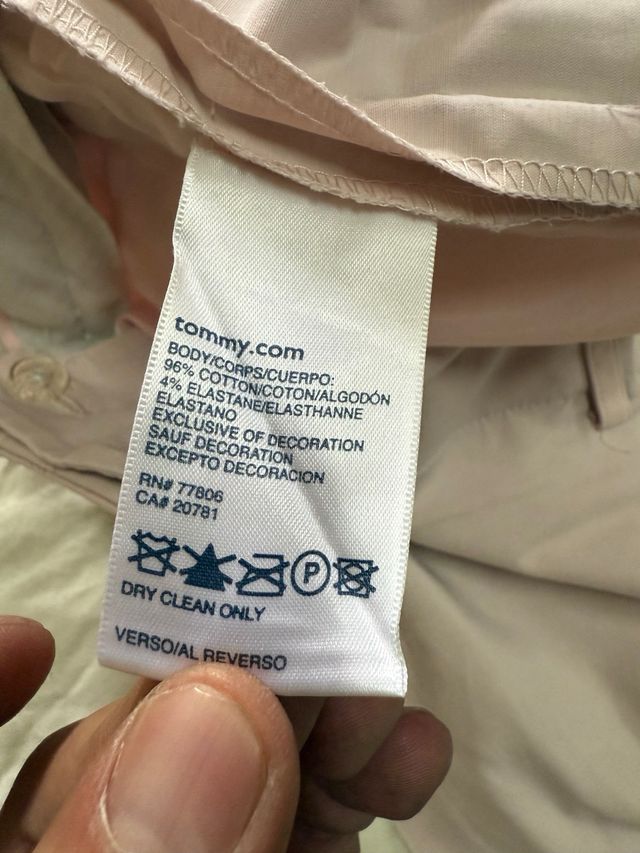 tommy.com
BODY/CORPS/CUERPO:
96% COTTON/COTON/ALGODÓN
4% ELASTANE/ELASTHANNE
ELASTANO
EXCLUSIVE OF DECORATION
SAUF DECORATION
EXCEPTO DECORACION
RN# 77806
CA# 20781
P
DRY CLEAN ONLY
VERSO/AL REVERSO